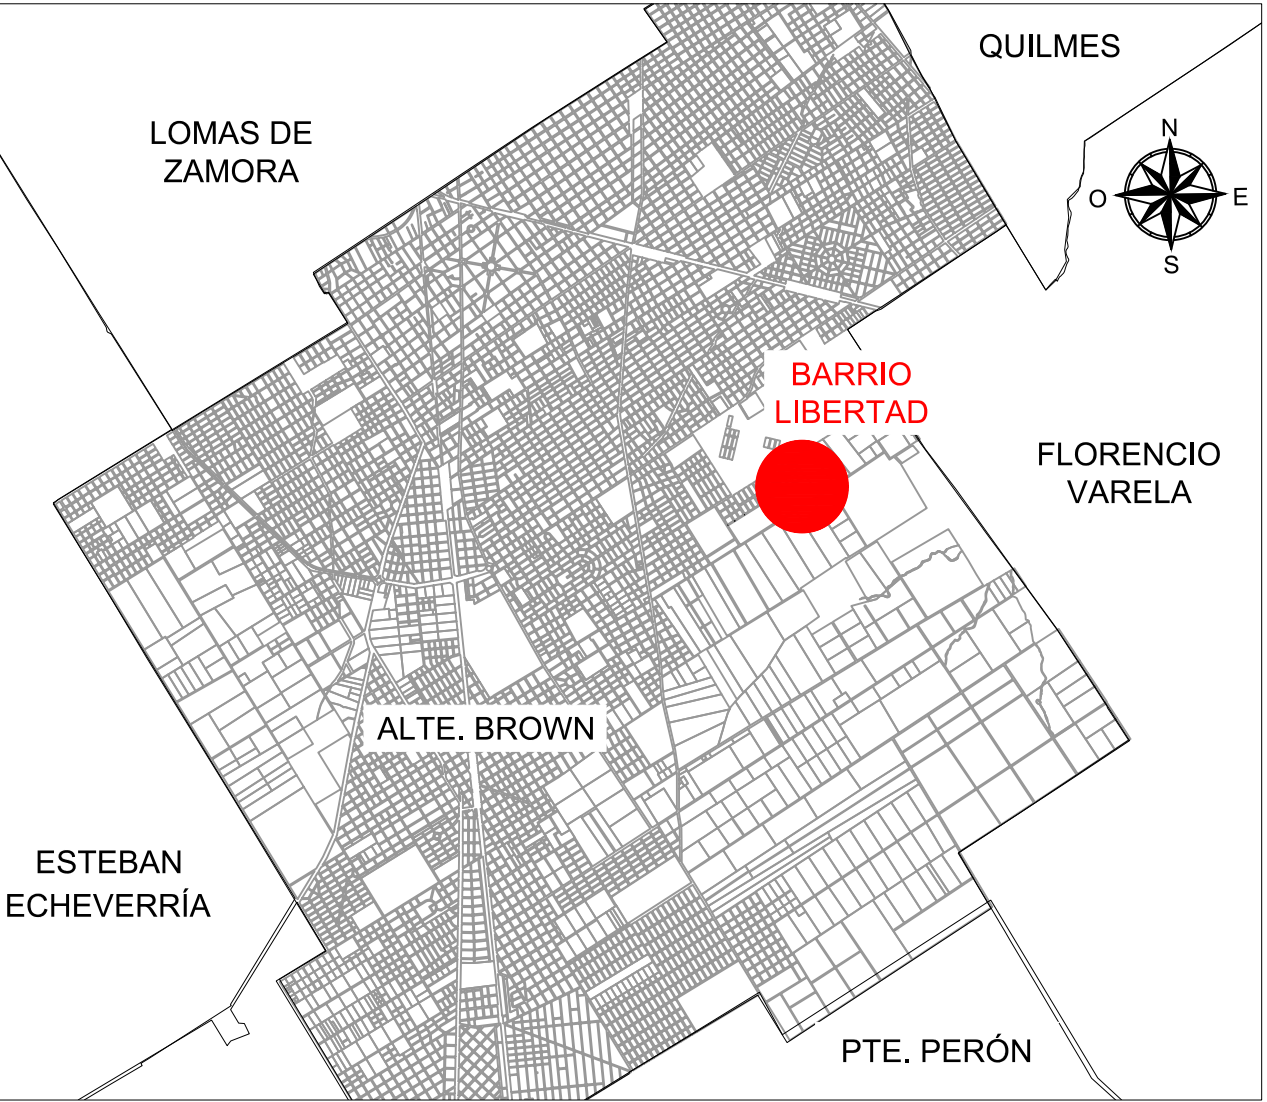 QUILMES
LOMAS DE
ZAMORA
N
O
E
S
BARRIO
LIBERTAD
FLORENCIO
VARELA
ALTE. BROWN
ESTEBAN
ECHEVERRÍA
PTE. PERÓN